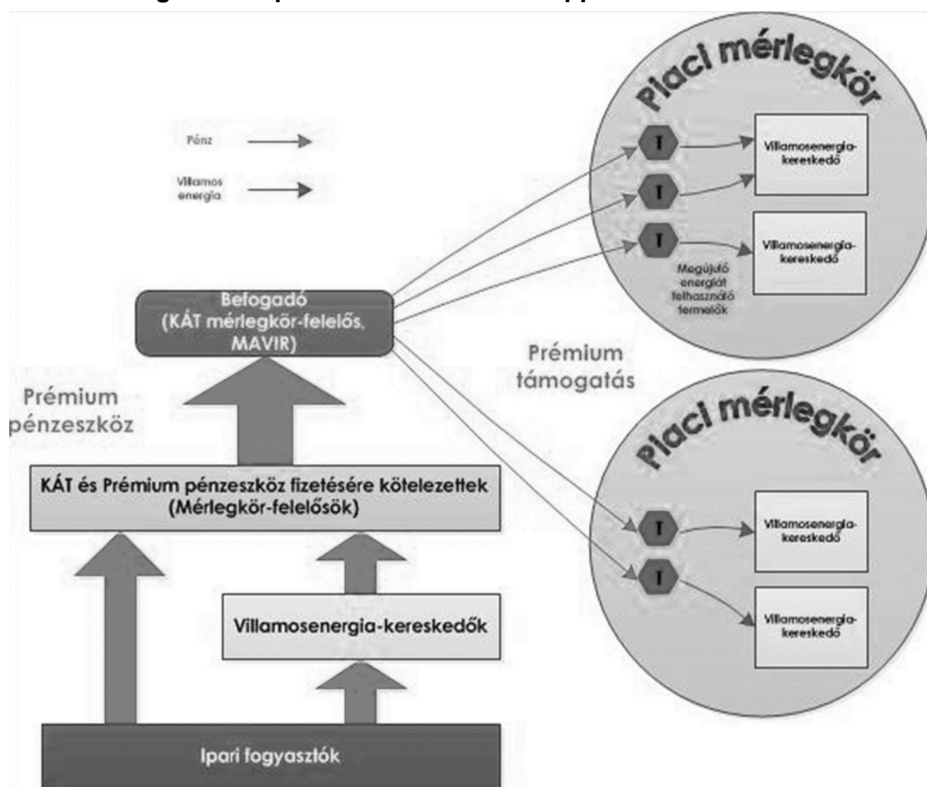 Piaci mérlegkör
Pénz
Villamos
energia
T
T
T
Villamosenergia-
kereskedő
Villamosenergia-
kereskedő
Megújuló
energiát
felhasználó
termelők
Befogadó
(KÁT mérlegkör-felelős,
MAVIR)
Prémium
támogatás
Prémium
pénzeszköz
Piaci mérlegkör
KÁT és Prémium pénzeszköz fizetésére kötelezettek
(Mérlegkör-felelősök)
T
T
Villamosenergia-
kereskedő
Villamosenergia-
kereskedő
Villamosenergia-kereskedők
Ipari fogyasztók